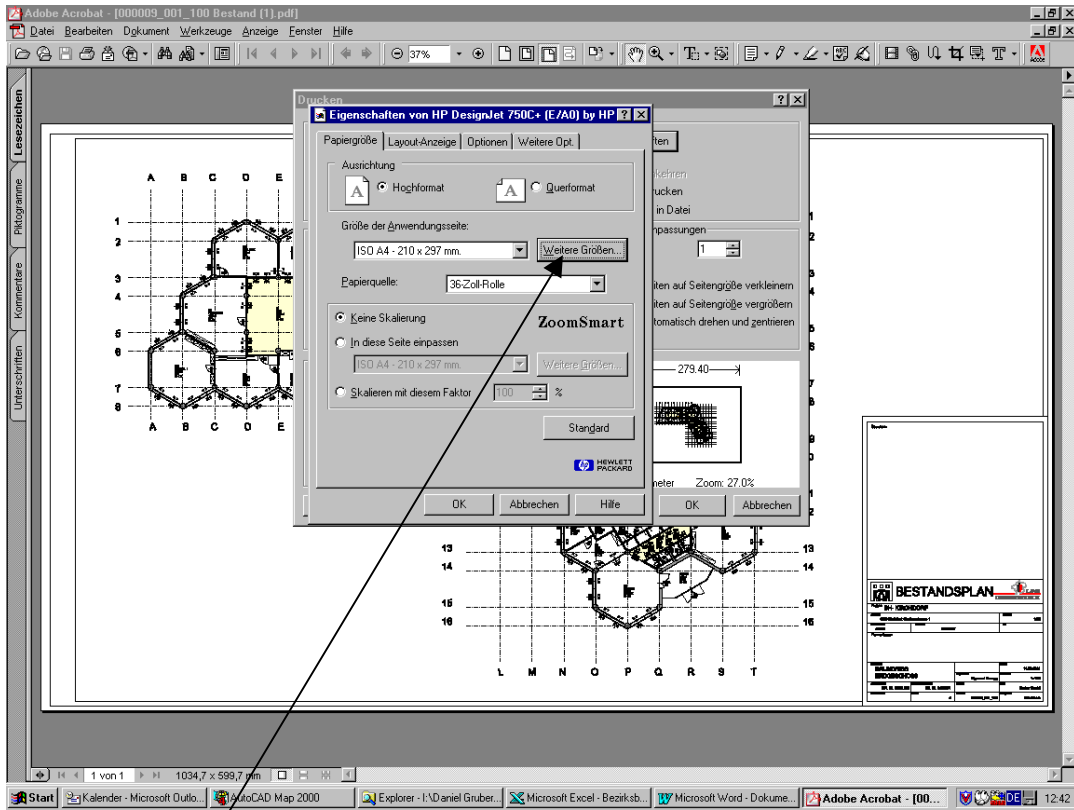 Adobe Acrobat - [000009_001_100 Bestand (1).pdf]
Datei Bearbeiten Dokument Werkzeuge Anzeige Fenster Hilfe
37%
Lesezeichen
Piktogramme
Kommentare
Unterschriften
Drucken
Eigenschaften von HP DesignJet 750C+ (E/A0) by HP
Papiergröße Layout-Anzeige Optionen Weitere Opt.
Ausrichtung
Hochformat
Querformat
Größe der Anwendungsseite:
ISO A4 - 210 x 297 mm.
Weitere Größen...
Papierquelle:
36-Zoll-Rolle
Keine Skalierung
ZoomSmart
In diese Seite einpassen
ISO A4 - 210 x 297 mm.
Weitere Größen...
Skalieren mit diesem Faktor
100
%
Standard
HEWLETT
PACKARD
OK Abbrechen Hilfe
ften
kehren
ucken
in Datei
npassungen
1
iten auf Seitengröße verkleinern
iten auf Seitengröße vergrößern
tomatisch drehen und zentrieren
279.40
meter Zoom: 27.0%
OK Abbrechen
A B C D E
1
2
3
4
5
6
7
8
A B C D E
13 13
14 14
15 15
16 16
L M N O P Q R S T
BESTANDSPLAN
1 von 1
1034,7 x 599,7 mm
Start
Kalender - Microsoft Outlo...
AutoCAD Map 2000
Explorer - I:\Daniel Gruber...
Microsoft Excel - Bezirksb...
Microsoft Word - Dokume...
Adobe Acrobat - [00...
DE
12:42